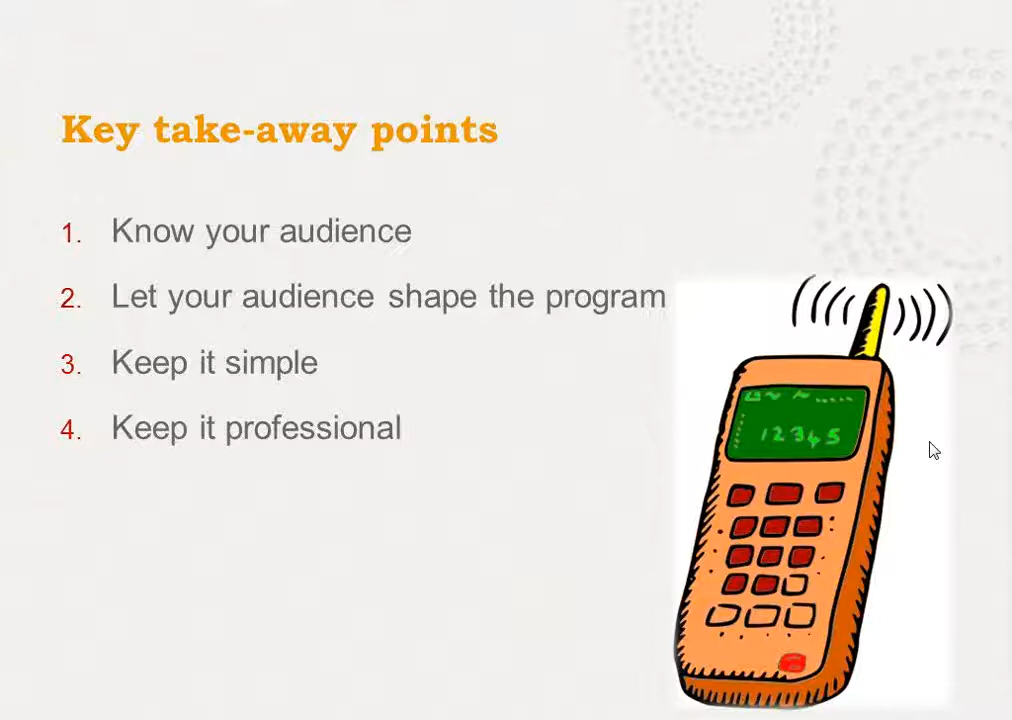 Key take-away points
1. Know your audience
2. Let your audience shape the program
3. Keep it simple
4. Keep it professional
12345